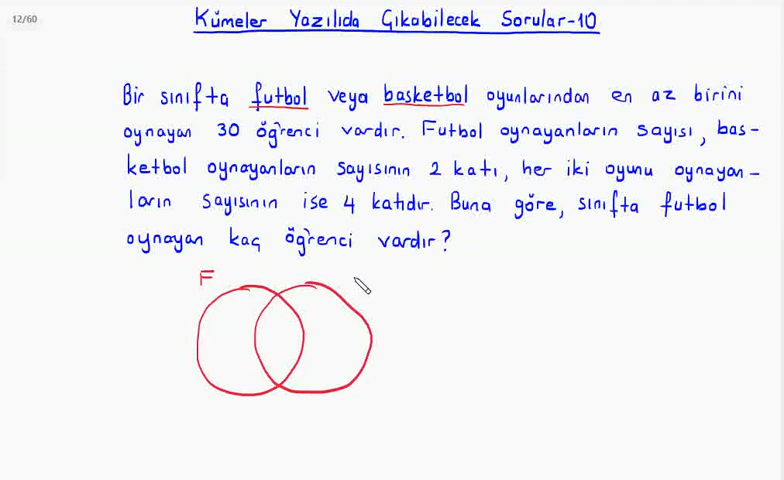 12/60
Kümeler Yazılıda Çıkabilecek Sorular-10
Bir sınıfta futbol veya basketbol oyunlarından en az birini
oynayan 30 öğrenci vardır. Futbol oynayanların sayısı, bas-
ketbol oynayanların sayısının 2 katı, her iki oyunu oynayan-
ların sayısının ise 4 katıdır. Buna göre, sınıfta futbol
oynayan kaç öğrenci vardır?
F